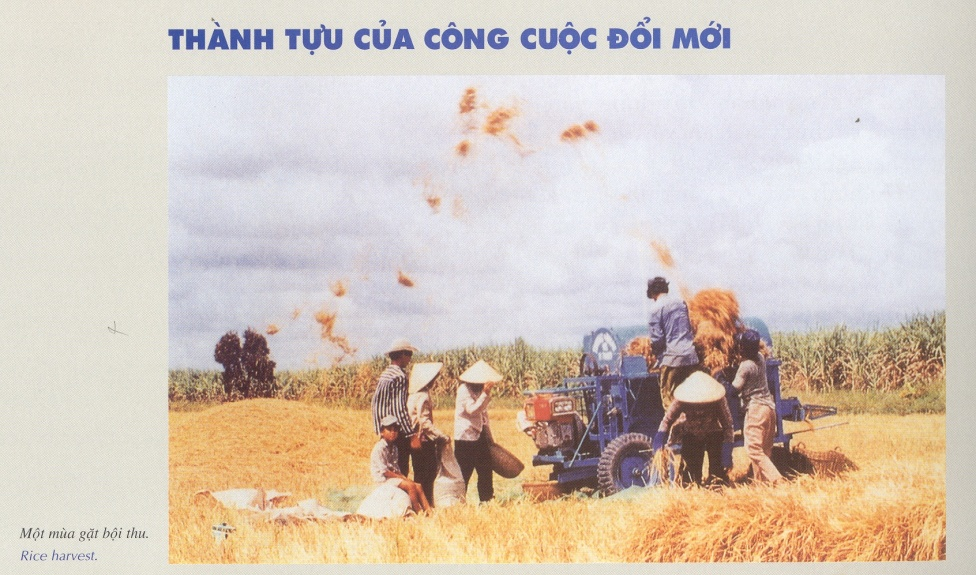 THÀNH TỰU CỦA CÔNG CUỘC ĐỔI MỚI
Một mùa gặt bội thu.
Rice harvest.